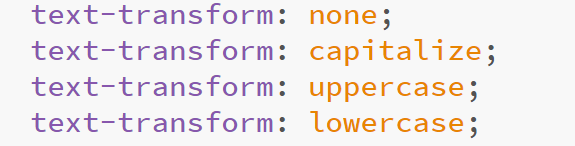 text-transform: none;
text-transform: capitalize;
text-transform: uppercase;
text-transform: lowercase;